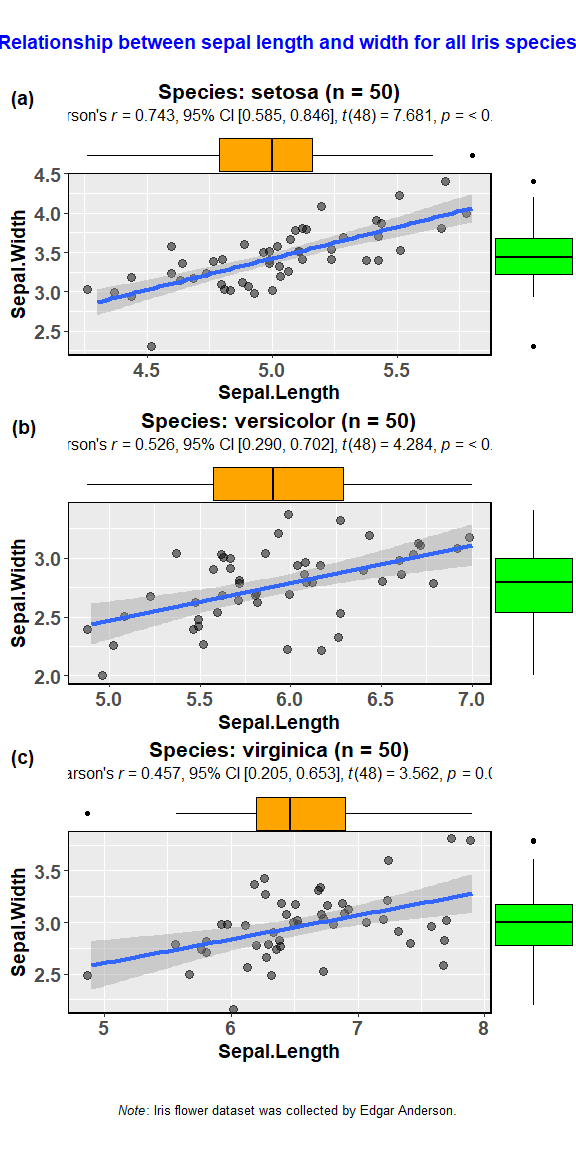 Relationship between sepal length and width for all Iris species
(a)
Species: setosa (n = 50)
rson's r = 0.743, 95% CI [0.585, 0.846], t(48) = 7.681, p = < 0.
4.5
4.0
3.5
3.0
2.5
Sepal.Width
4.5 5.0 5.5
Sepal.Length
(b)
Species: versicolor (n = 50)
rson's r = 0.526, 95% CI [0.290, 0.702], t(48) = 4.284, p = < 0.
3.0
2.5
2.0
Sepal.Width
5.0 5.5 6.0 6.5 7.0
Sepal.Length
(c)
Species: virginica (n = 50)
arson's r = 0.457, 95% CI [0.205, 0.653], t(48) = 3.562, p = 0.0
3.5
3.0
2.5
Sepal.Width
5 6 7 8
Sepal.Length
Note: Iris flower dataset was collected by Edgar Anderson.